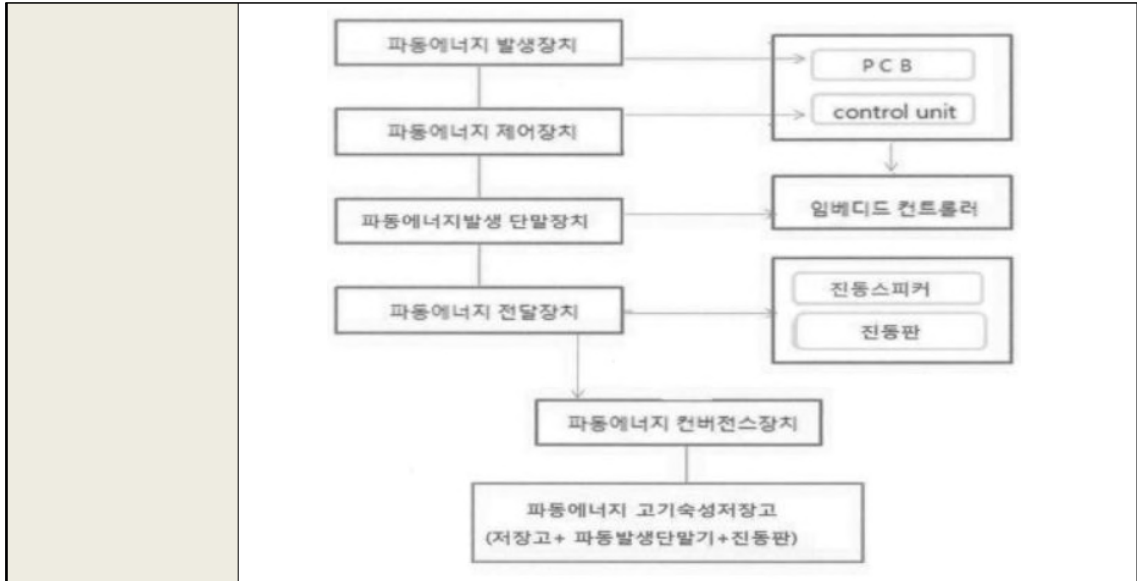 파동에너지 발생장치
P C B
control unit
파동에너지 제어장치
파동에너지발생 단말장치
임베디드 컨트롤러
파동에너지 전달장치
진동스피커
진동판
파동에너지 컨버전스장치
파동에너지 고기숙성저장고
(저장고+ 파동발생단말기+진동판)